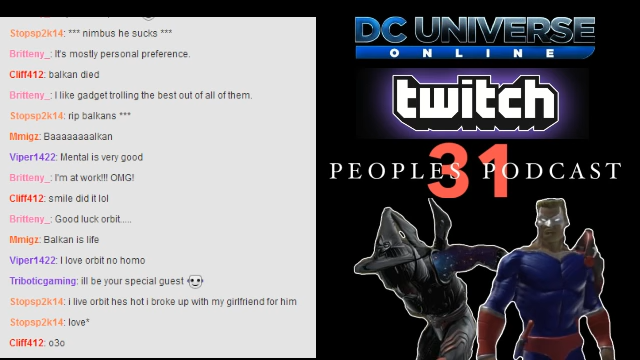 Stopsp2k14: *** nimbus he sucks ***
Britteny_: It's mostly personal preference.
Cliff412: balkan died
Britteny_: I like gadget trolling the best out of all of them.
Stopsp2k14: rip balkans ***
Mmigz: Baaaaaaaalkan
Viper1422: Mental is very good
Britteny_: I'm at work!!! OMG!
Cliff412: smile did it lol
Britteny_: Good luck orbit.....
Mmigz: Balkan is life
Viper1422: I love orbit no homo
Triboticgaming: ill be your special guest
Stopsp2k14: i live orbit hes hot i broke up with my girlfriend for him
Stopsp2k14: love*
Cliff412: o3o
DC UNIVERSE
ONLINE
twitch
31
PEOPLES PODCAST